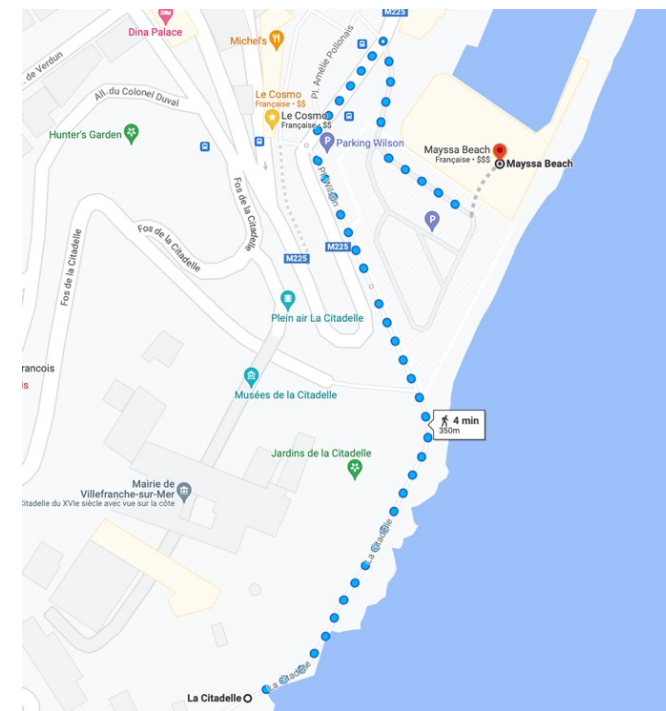 M225
Dina Palace
Michel's
Pl. Amélie Pollonais
de Verdun
All. du Colonel Duval
Le Cosmo
Française • $$
Le Cosmo
Française • $$
Hunter's Garden
Parking Wilson
P
Mayssa Beach
Française • $$$
Mayssa Beach
Pl. Wilson
Fos de la Citadelle
P
Fos de la Citadelle
Fos de la Citadelle
M225
M225
Plein air La Citadelle
rancois
is
Musées de la Citadelle
4 min
350m
Jardins de la Citadelle
Mairie de
Villefranche-sur-Mer
Citadelle du XVIe siècle avec vue sur la côte
La Citadelle
La Citadelle
La Citadelle